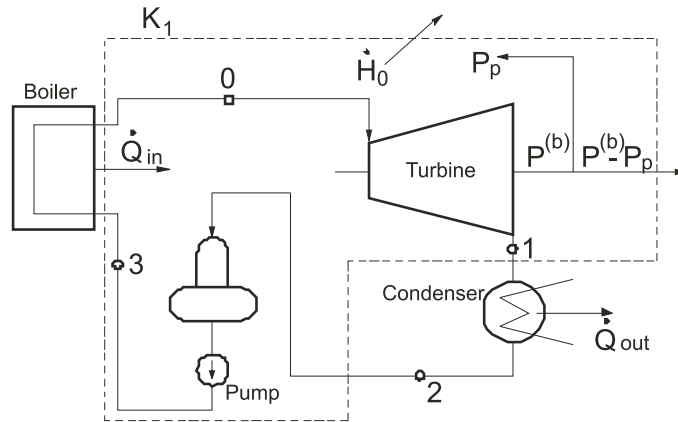 K1
Ḣ0
0
Pp
Boiler
Q̇in
Turbine
P(b)
P(b)-Pp
1
3
Condenser
Q̇out
Pump
2